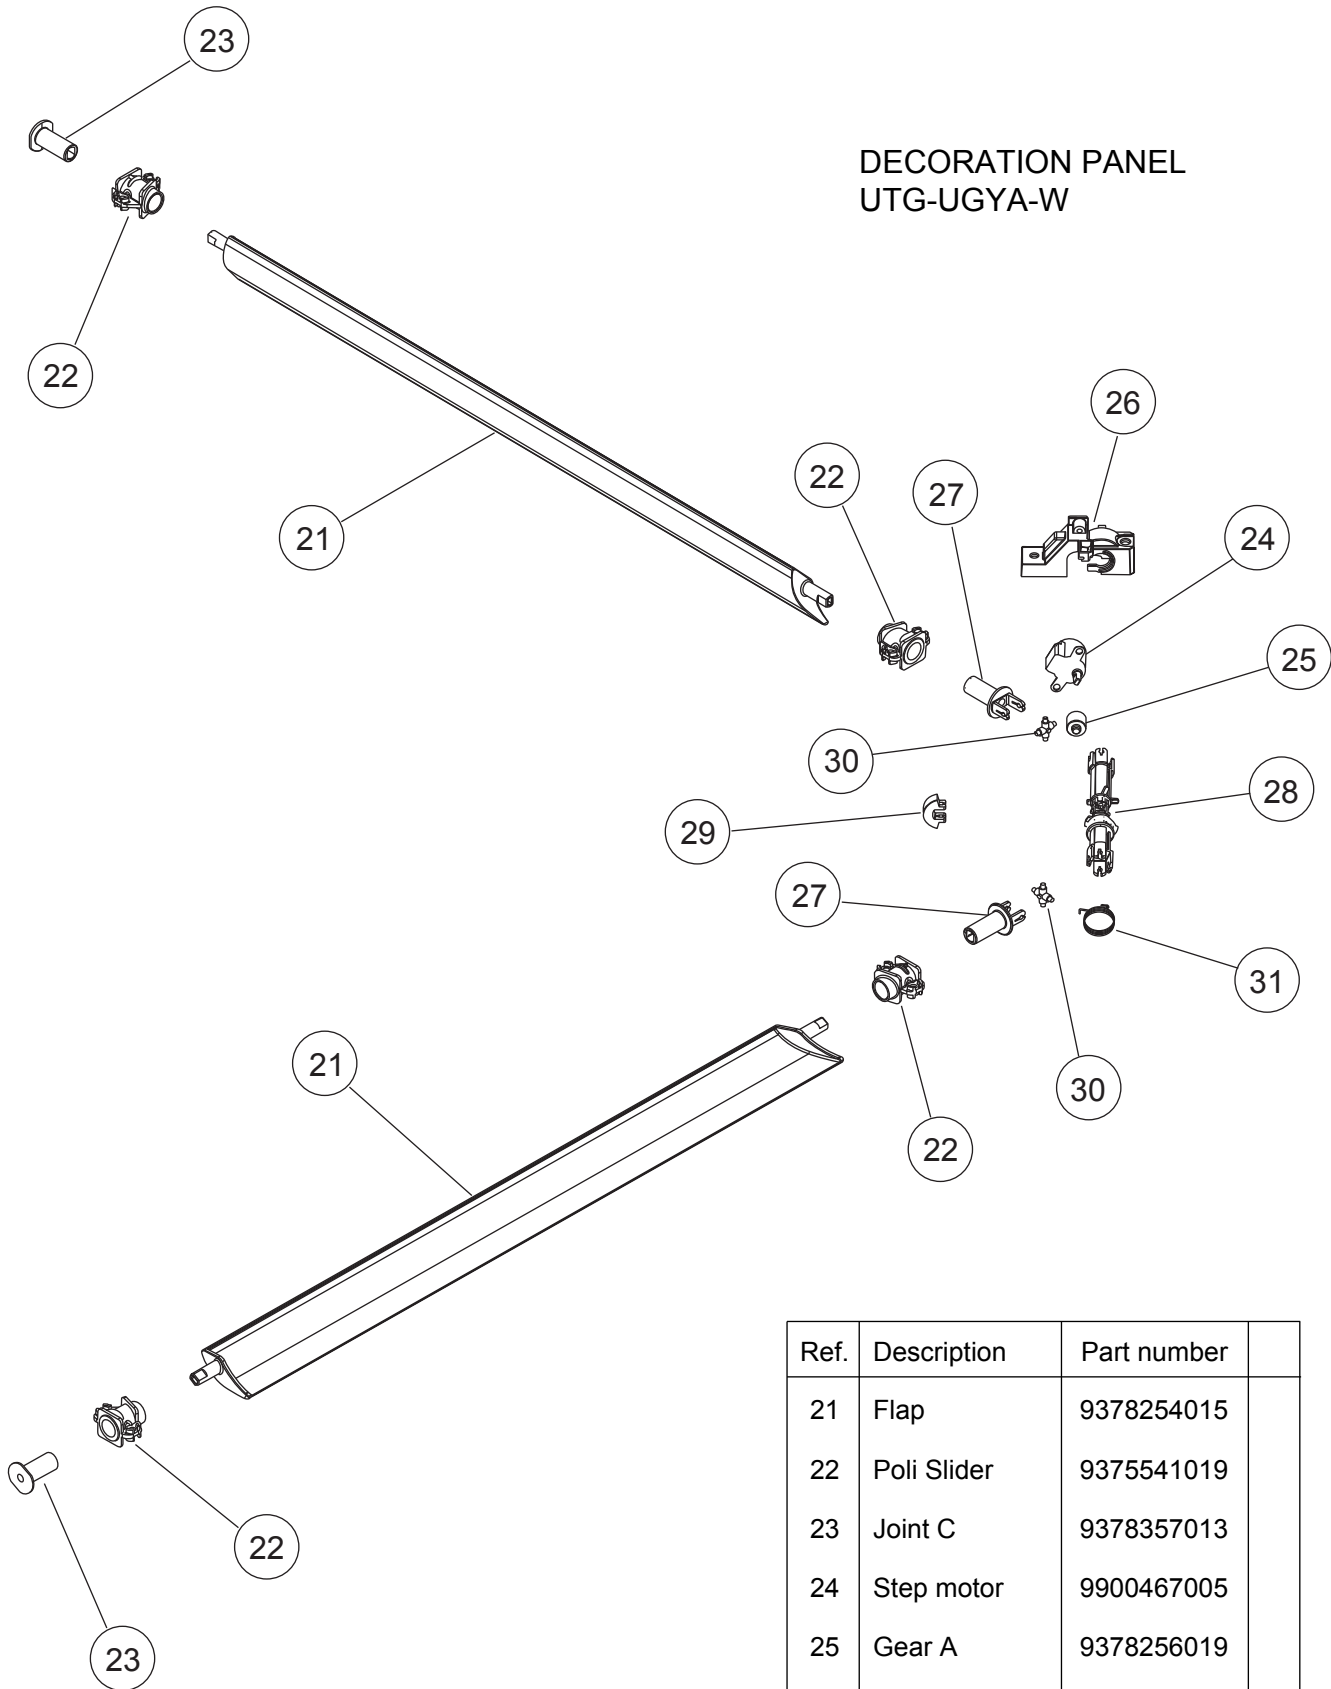 23
DECORATION PANEL
UTG-UGYA-W
22
26
21
22
27
24
25
30
28
29
27
31
21
30
22
Ref. Description Part number
21 Flap 9378254015
22 Poli Slider 9375541019
23 Joint C 9378357013
24 Step motor 9900467005
25 Gear A 9378256019
22
23